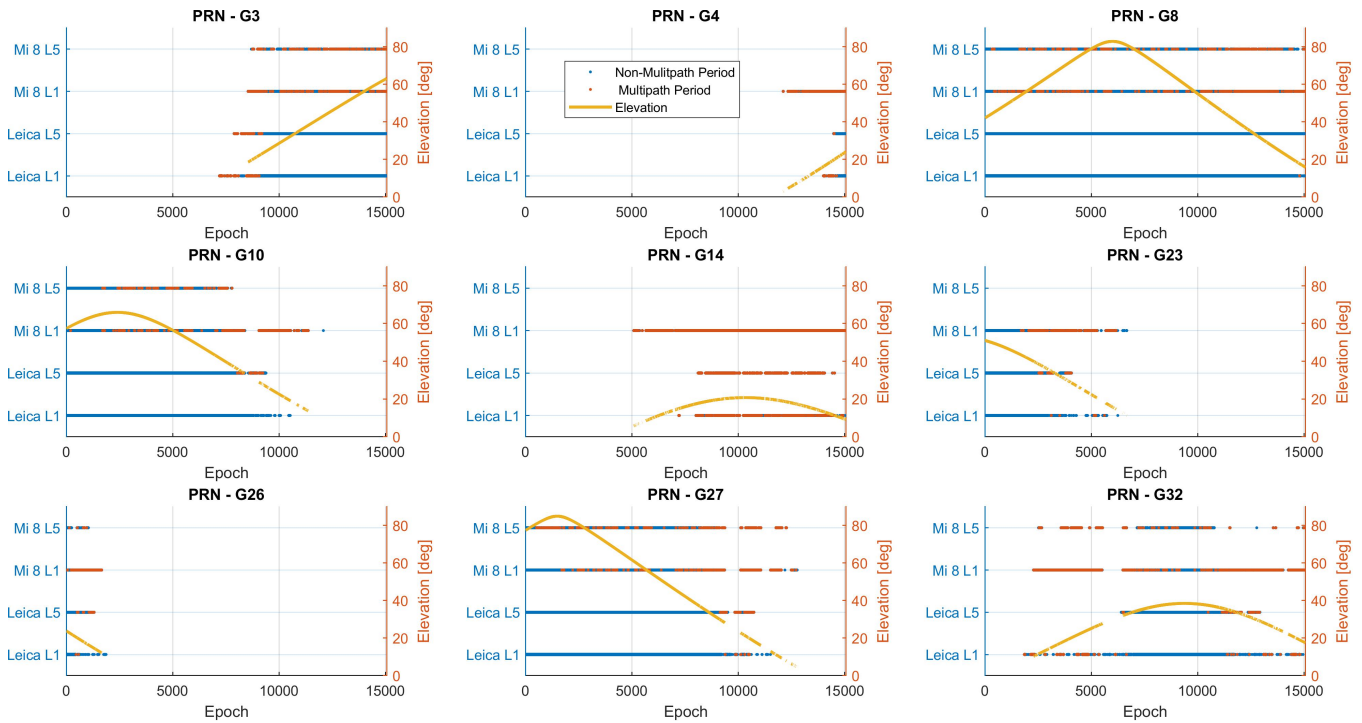 PRN - G3
Mi 8 L5
Mi 8 L1
Leica L5
Leica L1
80
60
40
20
0
Elevation [deg]
0 5000 10000 15000
Epoch
PRN - G4
Non-Mulitpath Period
Multipath Period
Elevation
80
60
40
20
0
Elevation [deg]
0 5000 10000 15000
Epoch
PRN - G8
Mi 8 L5
Mi 8 L1
Leica L5
Leica L1
80
60
40
20
0
Elevation [deg]
0 5000 10000 15000
Epoch
PRN - G10
Mi 8 L5
Mi 8 L1
Leica L5
Leica L1
80
60
40
20
0
Elevation [deg]
0 5000 10000 15000
Epoch
PRN - G14
Mi 8 L5
Mi 8 L1
Leica L5
Leica L1
80
60
40
20
0
Elevation [deg]
0 5000 10000 15000
Epoch
PRN - G23
Mi 8 L5
Mi 8 L1
Leica L5
Leica L1
80
60
40
20
0
Elevation [deg]
0 5000 10000 15000
Epoch
PRN - G26
Mi 8 L5
Mi 8 L1
Leica L5
Leica L1
80
60
40
20
0
Elevation [deg]
0 5000 10000 15000
Epoch
PRN - G27
Mi 8 L5
Mi 8 L1
Leica L5
Leica L1
80
60
40
20
0
Elevation [deg]
0 5000 10000 15000
Epoch
PRN - G32
Mi 8 L5
Mi 8 L1
Leica L5
Leica L1
80
60
40
20
0
Elevation [deg]
0 5000 10000 15000
Epoch